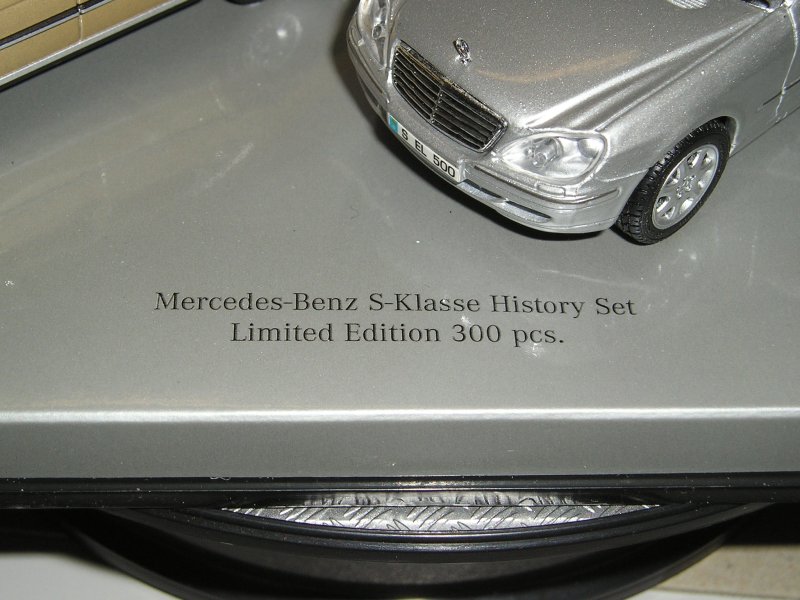 S EL 500
Mercedes-Benz S-Klasse History Set
Limited Edition 300 pcs.